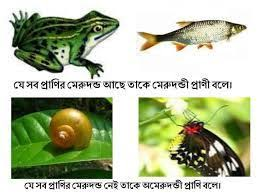 যে সব প্রাণির মেরুদন্ড আছে তাকে মেরুদন্ডী প্রাণী বলে।
যে সব প্রাণির মেরুদন্ড নেই তাকে অমেরুদন্ডী প্রাণি বলে।